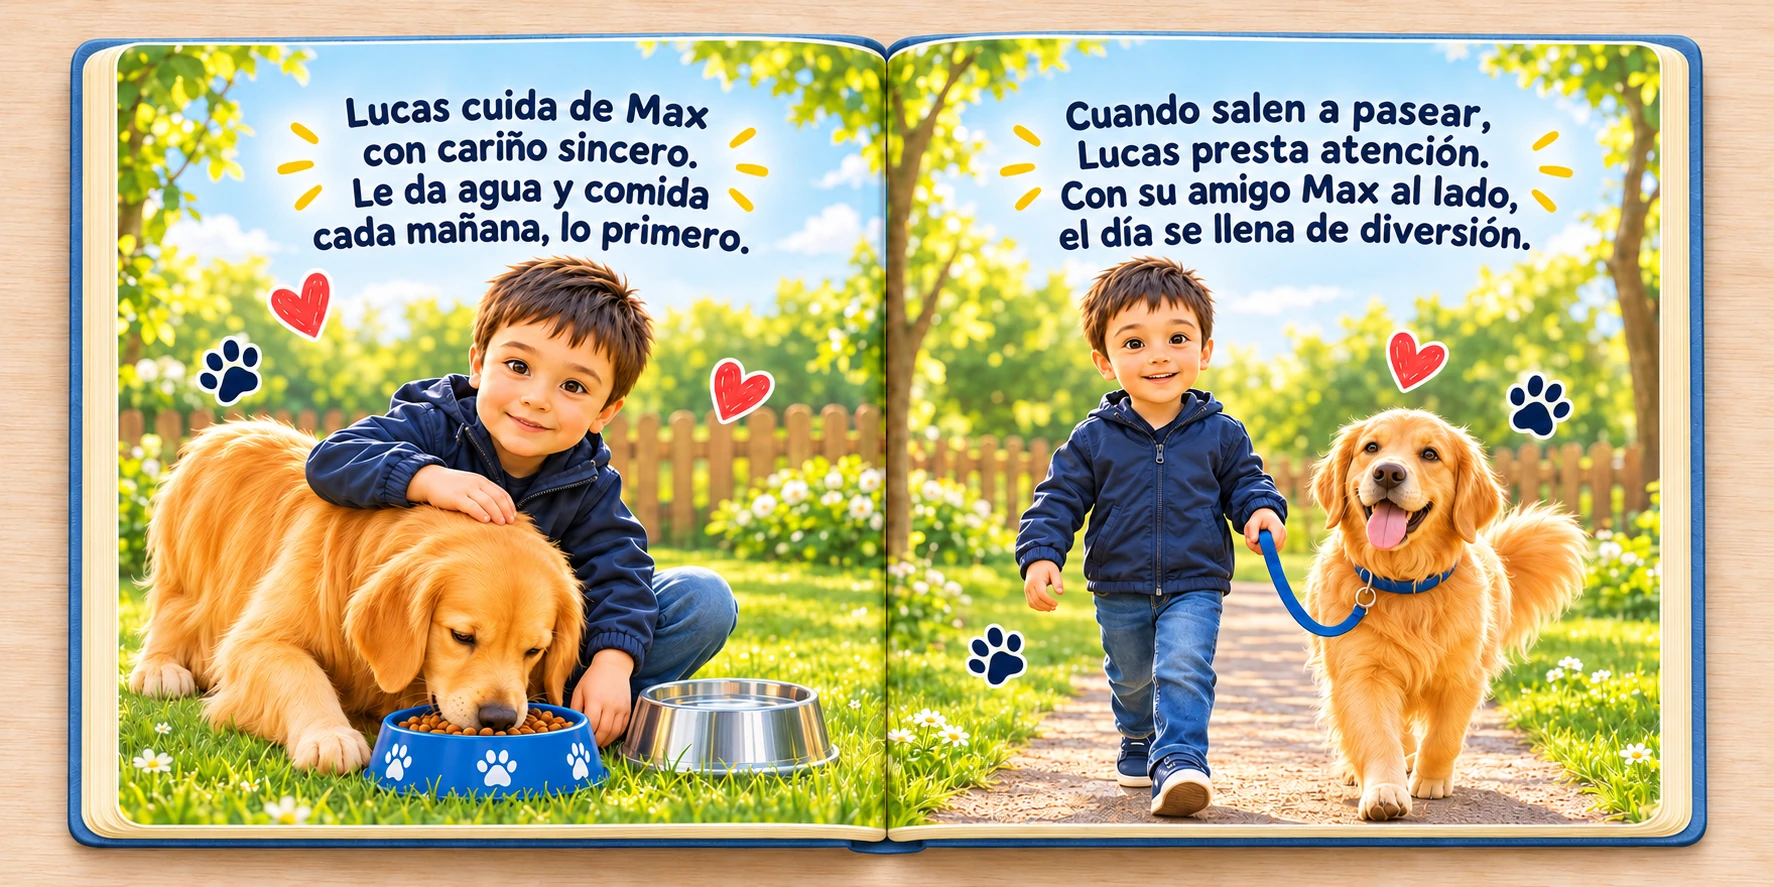 Lucas cuida de Max
con cariño sincero.
Le da agua y comida
cada mañana, lo primero.
Cuando salen a pasear,
Lucas presta atención.
Con su amigo Max al lado,
el día se llena de diversión.